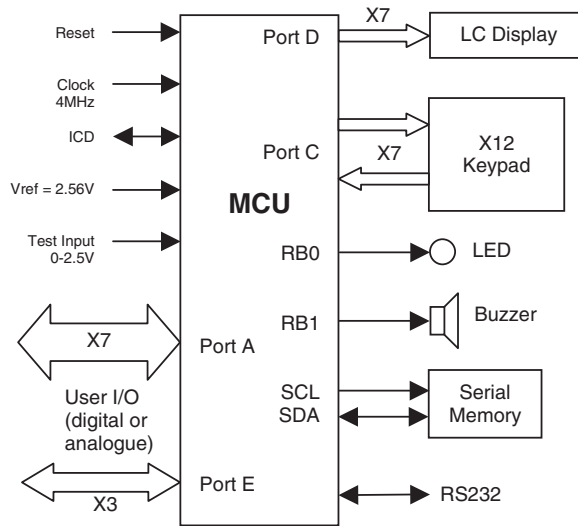 Reset
Clock
4MHz
ICD
Vref = 2.56V
Test Input
0-2.5V
X7
User I/O
(digital or
analogue)
X3
MCU
Port D
Port C
RB0
RB1
Port A
SCL
SDA
Port E
X7
LC Display
X7
X12
Keypad
LED
Buzzer
Serial
Memory
RS232